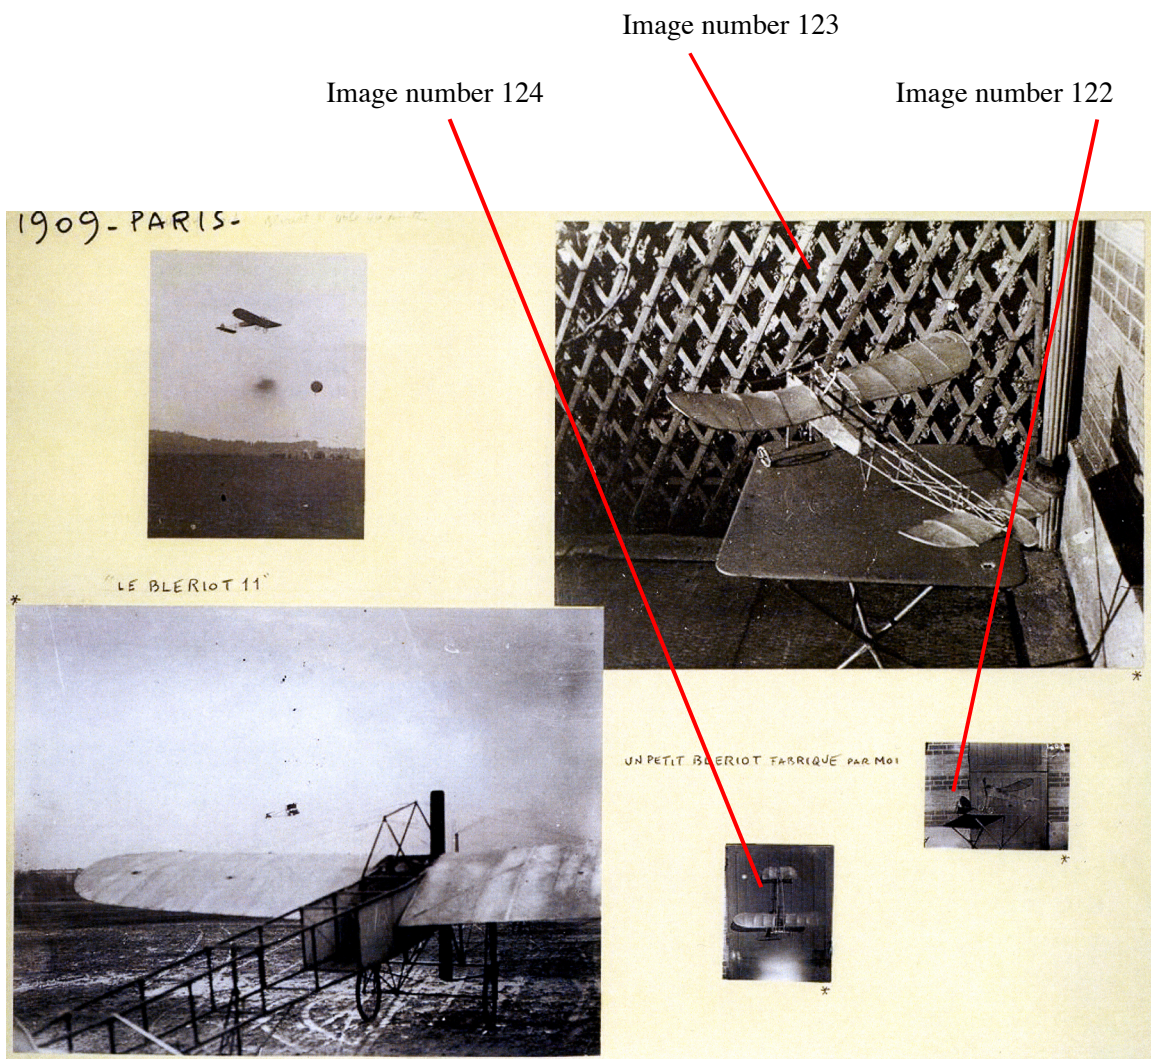 Image number 123
Image number 124
Image number 122
1909 - PARIS -
"LE BLERIOT 11"
*
*
UN PETIT BLERIOT FABRIQUÉ PAR MOI
*
*